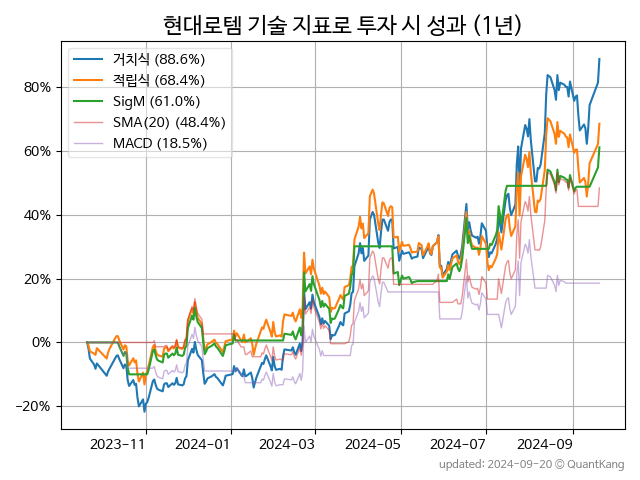 현대로템 기술 지표로 투자 시 성과 (1년)
거치식 (88.6%)
적립식 (68.4%)
SigM (61.0%)
SMA(20) (48.4%)
MACD (18.5%)
80%
60%
40%
20%
0%
−20%
2023-11
2024-01
2024-03
2024-05
2024-07
2024-09
updated: 2024-09-20 © QuantKang